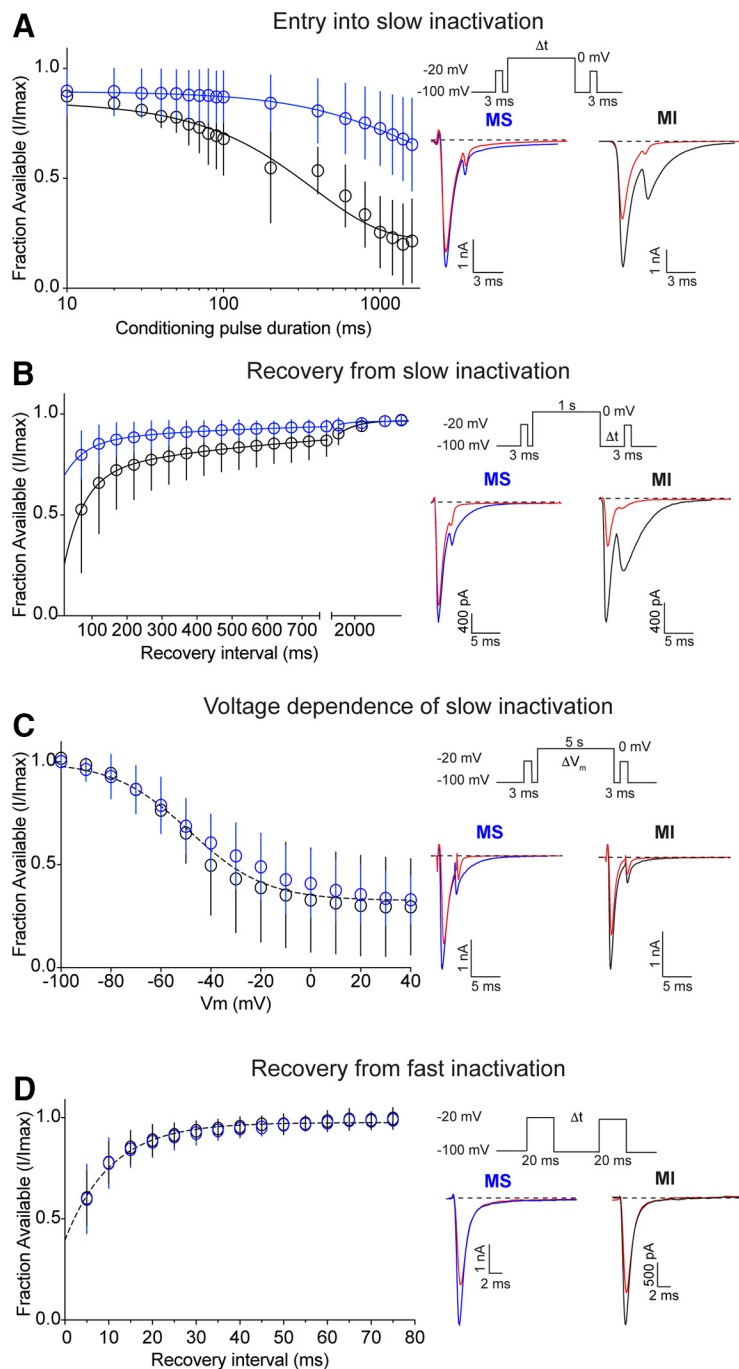 A
Entry into slow inactivation
Fraction Available (I/Imax)
1.0
0.5
0.0
10
100
1000
Conditioning pulse duration (ms)
Δt
-20 mV
0 mV
-100 mV
3 ms
3 ms
MS
MI
1 nA
3 ms
1 nA
3 ms
B
Recovery from slow inactivation
Fraction Available (I/Imax)
1.0
0.5
0.0
100 200 300 400 500 600 700 2000
Recovery interval (ms)
1 s
-20 mV
0 mV
-100 mV
Δt
3 ms
3 ms
MS
MI
400 pA
5 ms
400 pA
5 ms
C
Voltage dependence of slow inactivation
Fraction Available (I/Imax)
1.0
0.5
0.0
-100 -80 -60 -40 -20 0 20 40
Vm (mV)
5 s
-20 mV
0 mV
ΔVm
-100 mV
3 ms
3 ms
MS
MI
1 nA
5 ms
1 nA
5 ms
D
Recovery from fast inactivation
Fraction Available (I/Imax)
1.0
0.5
0.0
0 10 20 30 40 50 60 70 80
Recovery interval (ms)
-20 mV
Δt
-100 mV
20 ms
20 ms
MS
MI
1 nA
2 ms
500 pA
2 ms